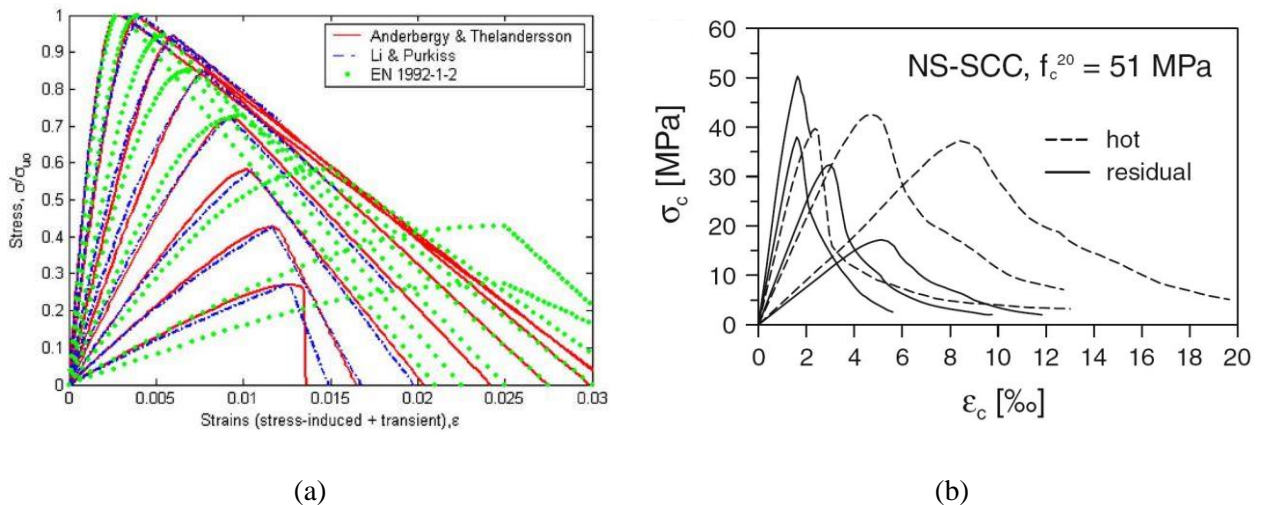 1
0.9
0.8
0.7
0.6
0.5
0.4
0.3
0.2
0.1
0
Stress, σ/σuo
Anderbergy & Thelandersson
Li & Purkiss
EN 1992-1-2
0 0.005 0.01 0.015 0.02 0.025 0.03
Strains (stress-induced + transient),ε
(a)
60
50
40
30
20
10
0
σc [MPa]
NS-SCC, fc20 = 51 MPa
hot
residual
0 2 4 6 8 10 12 14 16 18 20
εc [‰]
(b)